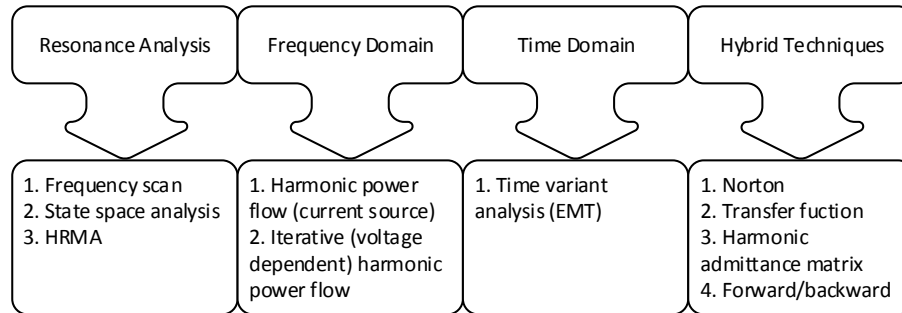 Resonance Analysis
Frequency Domain
Time Domain
Hybrid Techniques
1. Frequency scan
2. State space analysis
3. HRMA
1. Harmonic power
flow (current source)
2. Iterative (voltage
dependent) harmonic
power flow
1. Time variant
analysis (EMT)
1. Norton
2. Transfer fuction
3. Harmonic
admittance matrix
4. Forward/backward